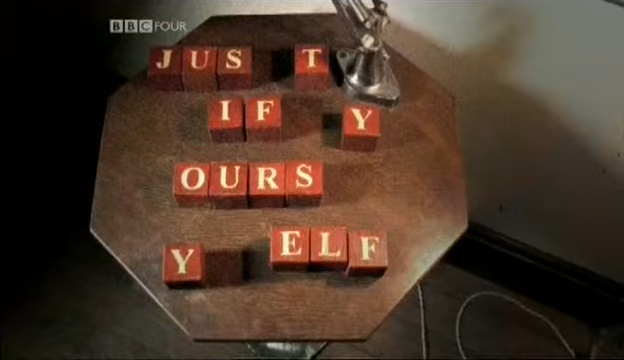 BBC FOUR
JUS T
IF Y
OURS
Y ELF